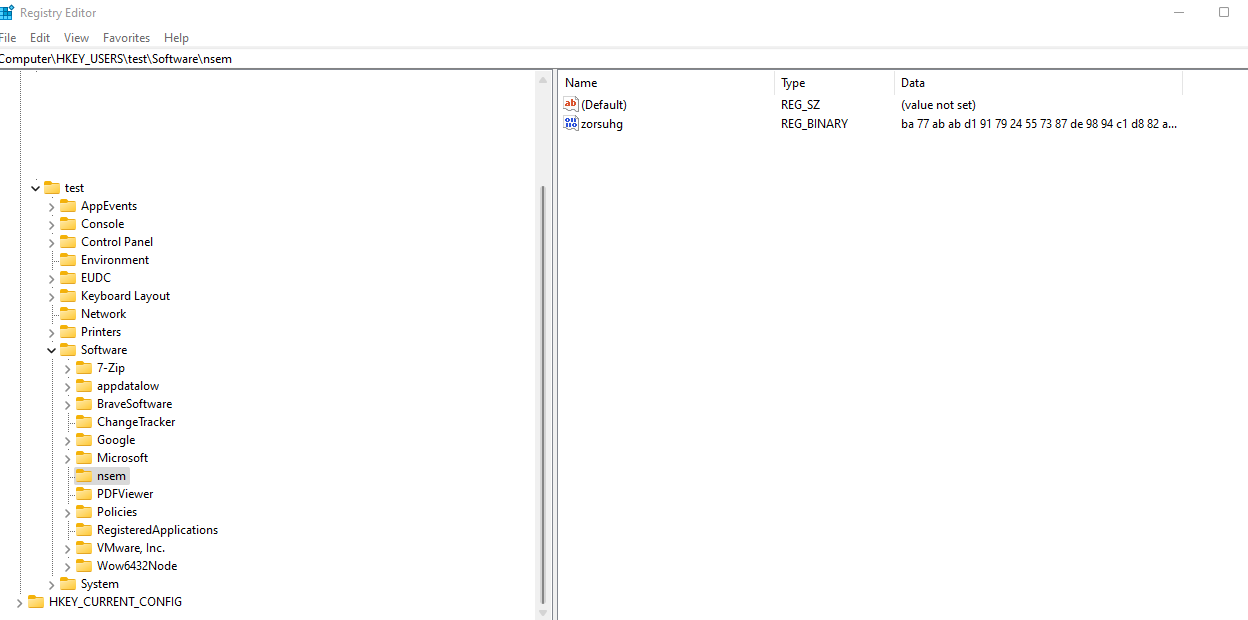 Registry Editor
File Edit View Favorites Help
Computer\HKEY_USERS\test\Software\nsem
Name Type Data
(Default) REG_SZ (value not set)
zorsuhg REG_BINARY ba 77 ab ab d1 91 79 24 55 73 87 de 98 94 c1 d8 82 a...
test
AppEvents
Console
Control Panel
Environment
EUDC
Keyboard Layout
Network
Printers
Software
7-Zip
appdatalow
BraveSoftware
ChangeTracker
Google
Microsoft
nsem
PDFViewer
Policies
RegisteredApplications
VMware, Inc.
Wow6432Node
System
HKEY_CURRENT_CONFIG